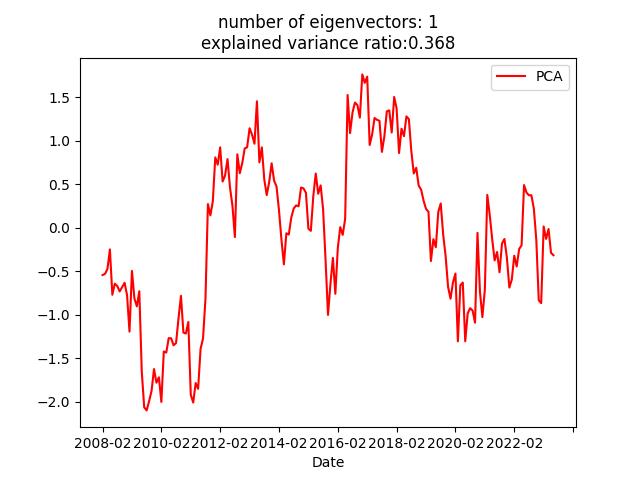 number of eigenvectors: 1
explained variance ratio:0.368
PCA
1.5
1.0
0.5
0.0
−0.5
−1.0
−1.5
−2.0
2008-02 2010-02 2012-02 2014-02 2016-02 2018-02 2020-02 2022-02
Date